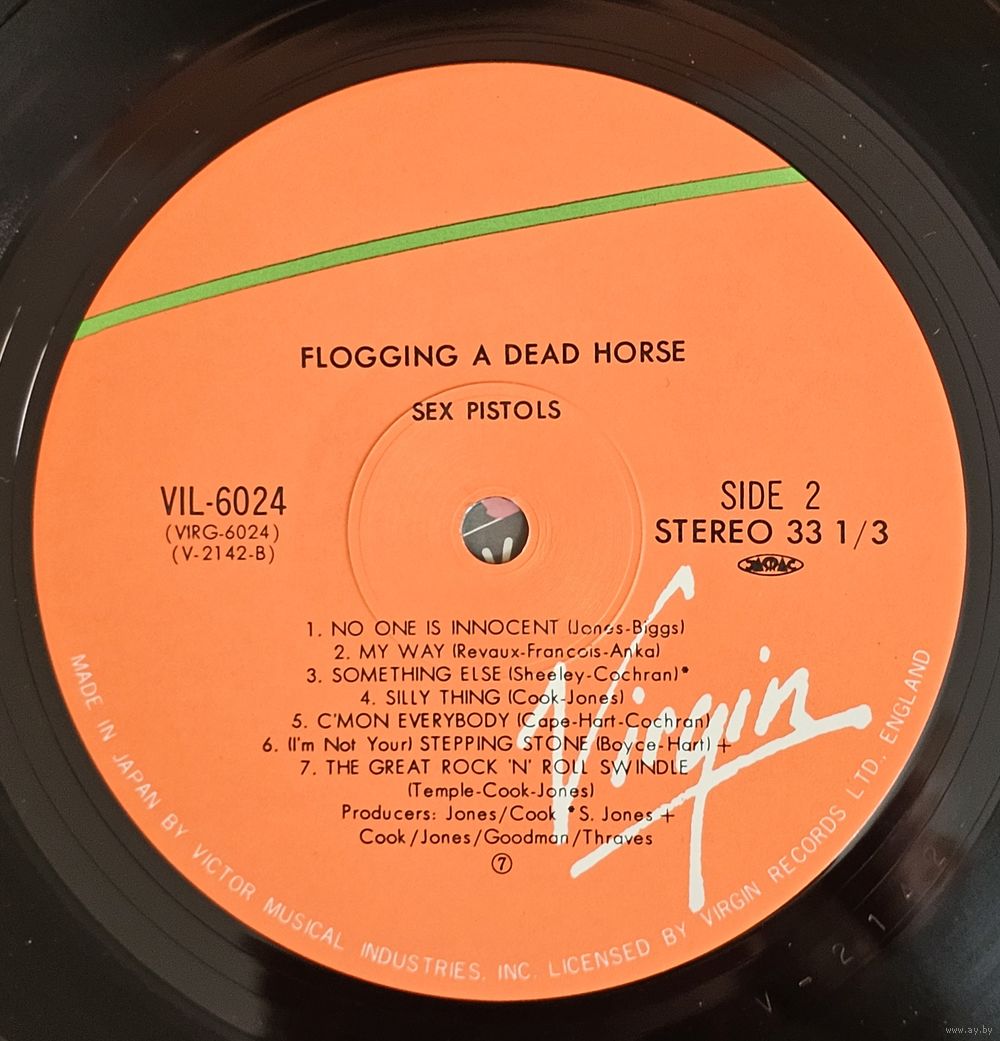 FLOGGING A DEAD HORSE
SEX PISTOLS
VIL-6024
(VIRG-6024)
(V-2142-B)
SIDE 2
STEREO 33 1/3
JASRAC
1. NO ONE IS INNOCENT (Jones-Biggs)
2. MY WAY (Revaux-Francois-Anka)
3. SOMETHING ELSE (Sheeley-Cochran)*
4. SILLY THING (Cook-Jones)
5. C'MON EVERYBODY (Cape-Hart-Cochran)
6. (I'm Not Your) STEPPING STONE (Boyce-Hart) +
7. THE GREAT ROCK 'N' ROLL SWINDLE
(Temple-Cook-Jones)
Producers: Jones/Cook *S. Jones +
Cook/Jones/Goodman/Thraves
7
Virgin
MADE IN JAPAN BY VICTOR MUSICAL INDUSTRIES, INC. LICENSED BY VIRGIN RECORDS LTD., ENGLAND
V-2142
www.ay.by